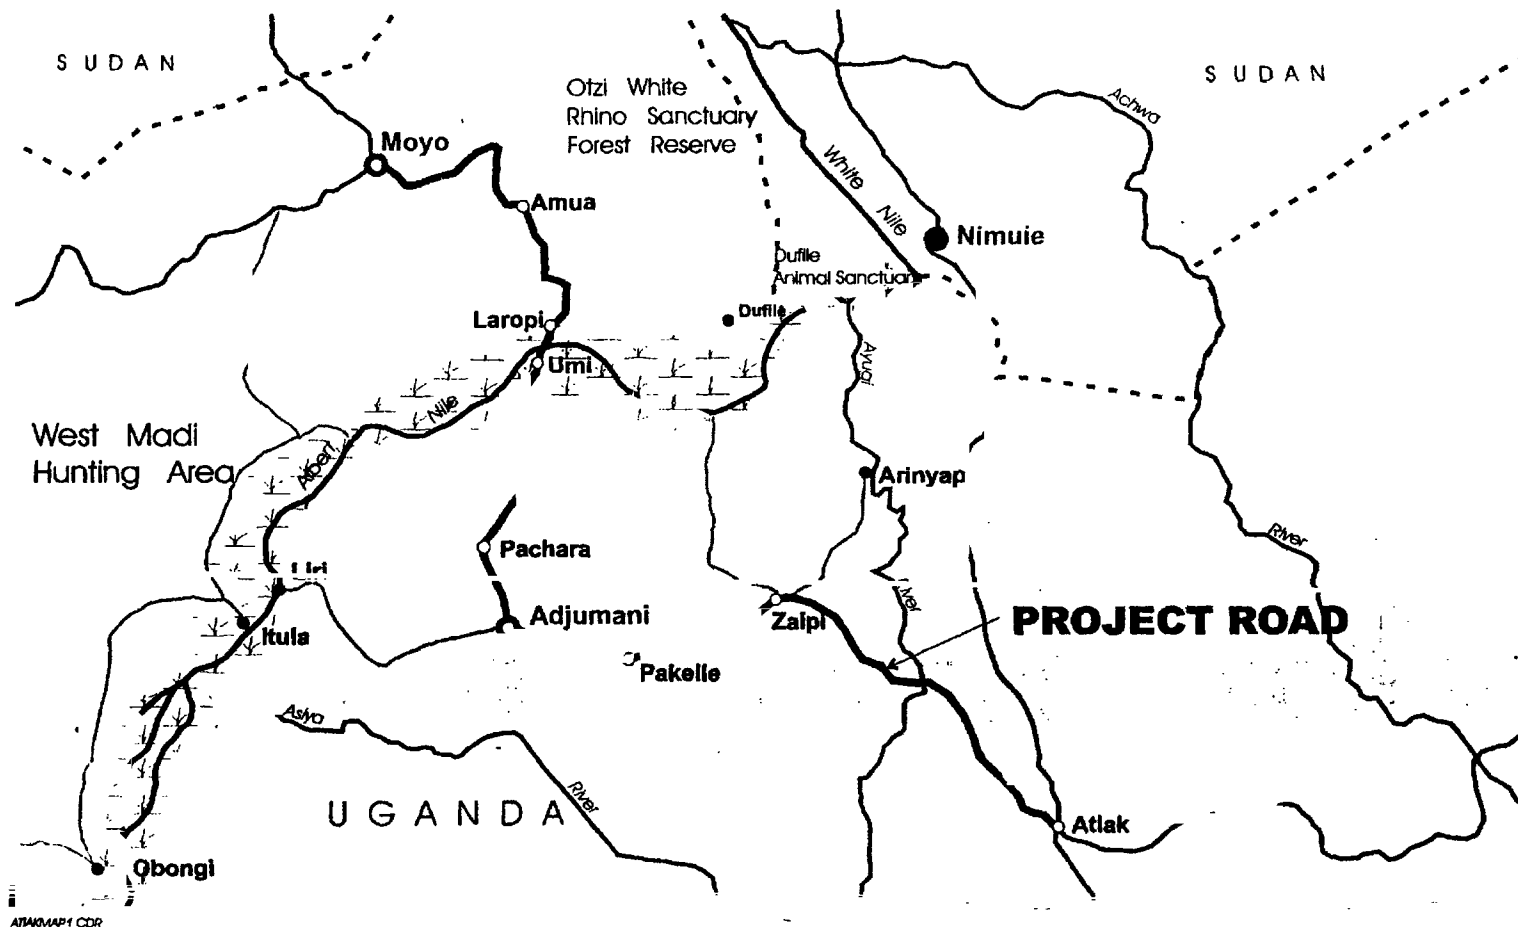 SUDAN
SUDAN
Otzi White
Rhino Sanctuary
Forest Reserve
Achwa
Moyo
White Nile
Amua
Nimuie
Dufile
Animal Sanctuary
Laropi
Dufile
Umi
Ayugi
Nile
West Madi
Hunting Area
Albert
Arinyap
River
Pachara
Adjumani
Zaipi
PROJECT ROAD
Itula
Pakelle
Asiya
River
UGANDA
Atiak
Obongi
ATIAKMAP1 CDR